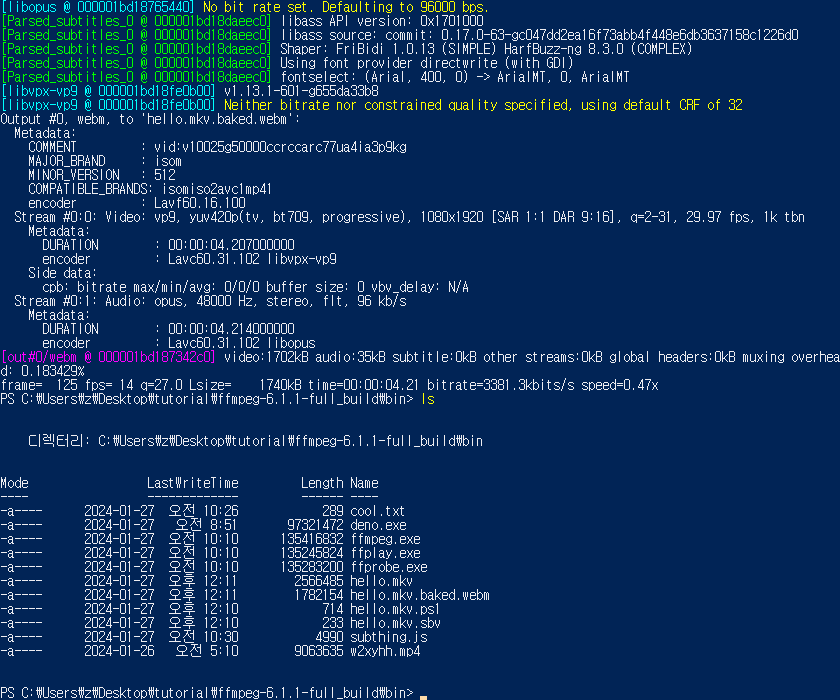 [libopus @ 000001bd18765440] No bit rate set. Defaulting to 96000 bps.
[Parsed_subtitles_0 @ 000001bd18daeec0] libass API version: 0x1701000
[Parsed_subtitles_0 @ 000001bd18daeec0] libass source: commit: 0.17.0-63-gc047dd2ea16f73abb4f448e6db3637158c1226d0
[Parsed_subtitles_0 @ 000001bd18daeec0] Shaper: FriBidi 1.0.13 (SIMPLE) HarfBuzz-ng 8.3.0 (COMPLEX)
[Parsed_subtitles_0 @ 000001bd18daeec0] Using font provider directwrite (with GDI)
[Parsed_subtitles_0 @ 000001bd18daeec0] fontselect: (Arial, 400, 0) -> ArialMT, 0, ArialMT
[libvpx-vp9 @ 000001bd18fe0b00] v1.13.1-601-g655da33b8
[libvpx-vp9 @ 000001bd18fe0b00] Neither bitrate nor constrained quality specified, using default CRF of 32
Output #0, webm, to 'hello.mkv.baked.webm':
  Metadata:
    COMMENT         : vid:v10025g50000ccrccarc77ua4ia3p9kg
    MAJOR_BRAND     : isom
    MINOR_VERSION   : 512
    COMPATIBLE_BRANDS: isomiso2avc1mp41
    encoder         : Lavf60.16.100
  Stream #0:0: Video: vp9, yuv420p(tv, bt709, progressive), 1080x1920 [SAR 1:1 DAR 9:16], q=2-31, 29.97 fps, 1k tbn
    Metadata:
      DURATION        : 00:00:04.207000000
      encoder         : Lavc60.31.102 libvpx-vp9
    Side data:
      cpb: bitrate max/min/avg: 0/0/0 buffer size: 0 vbv_delay: N/A
  Stream #0:1: Audio: opus, 48000 Hz, stereo, flt, 96 kb/s
    Metadata:
      DURATION        : 00:00:04.214000000
      encoder         : Lavc60.31.102 libopus
[out#0/webm @ 000001bd187342c0] video:1702kB audio:35kB subtitle:0kB other streams:0kB global headers:0kB muxing overhea
d: 0.183429%
frame=  125 fps= 14 q=27.0 Lsize=    1740kB time=00:00:04.21 bitrate=3381.3kbits/s speed=0.47x
PS C:₩Users₩z₩Desktop₩tutorial₩ffmpeg-6.1.1-full_build₩bin> ls
    디렉터리: C:₩Users₩z₩Desktop₩tutorial₩ffmpeg-6.1.1-full_build₩bin
Mode                 LastWriteTime         Length Name
----                 -------------         ------ ----
-a----      2024-01-27  오전 10:26            289 cool.txt
-a----      2024-01-27   오전 8:51       97321472 deno.exe
-a----      2024-01-27  오전 10:10      135416832 ffmpeg.exe
-a----      2024-01-27  오전 10:10      135245824 ffplay.exe
-a----      2024-01-27  오전 10:10      135283200 ffprobe.exe
-a----      2024-01-27  오후 12:11        2566485 hello.mkv
-a----      2024-01-27  오후 12:11        1782154 hello.mkv.baked.webm
-a----      2024-01-27  오후 12:10            714 hello.mkv.ps1
-a----      2024-01-27  오후 12:10            233 hello.mkv.sbv
-a----      2024-01-27  오전 10:30           4990 subthing.js
-a----      2024-01-26   오전 5:10        9063635 w2xyhh.mp4
PS C:₩Users₩z₩Desktop₩tutorial₩ffmpeg-6.1.1-full_build₩bin>